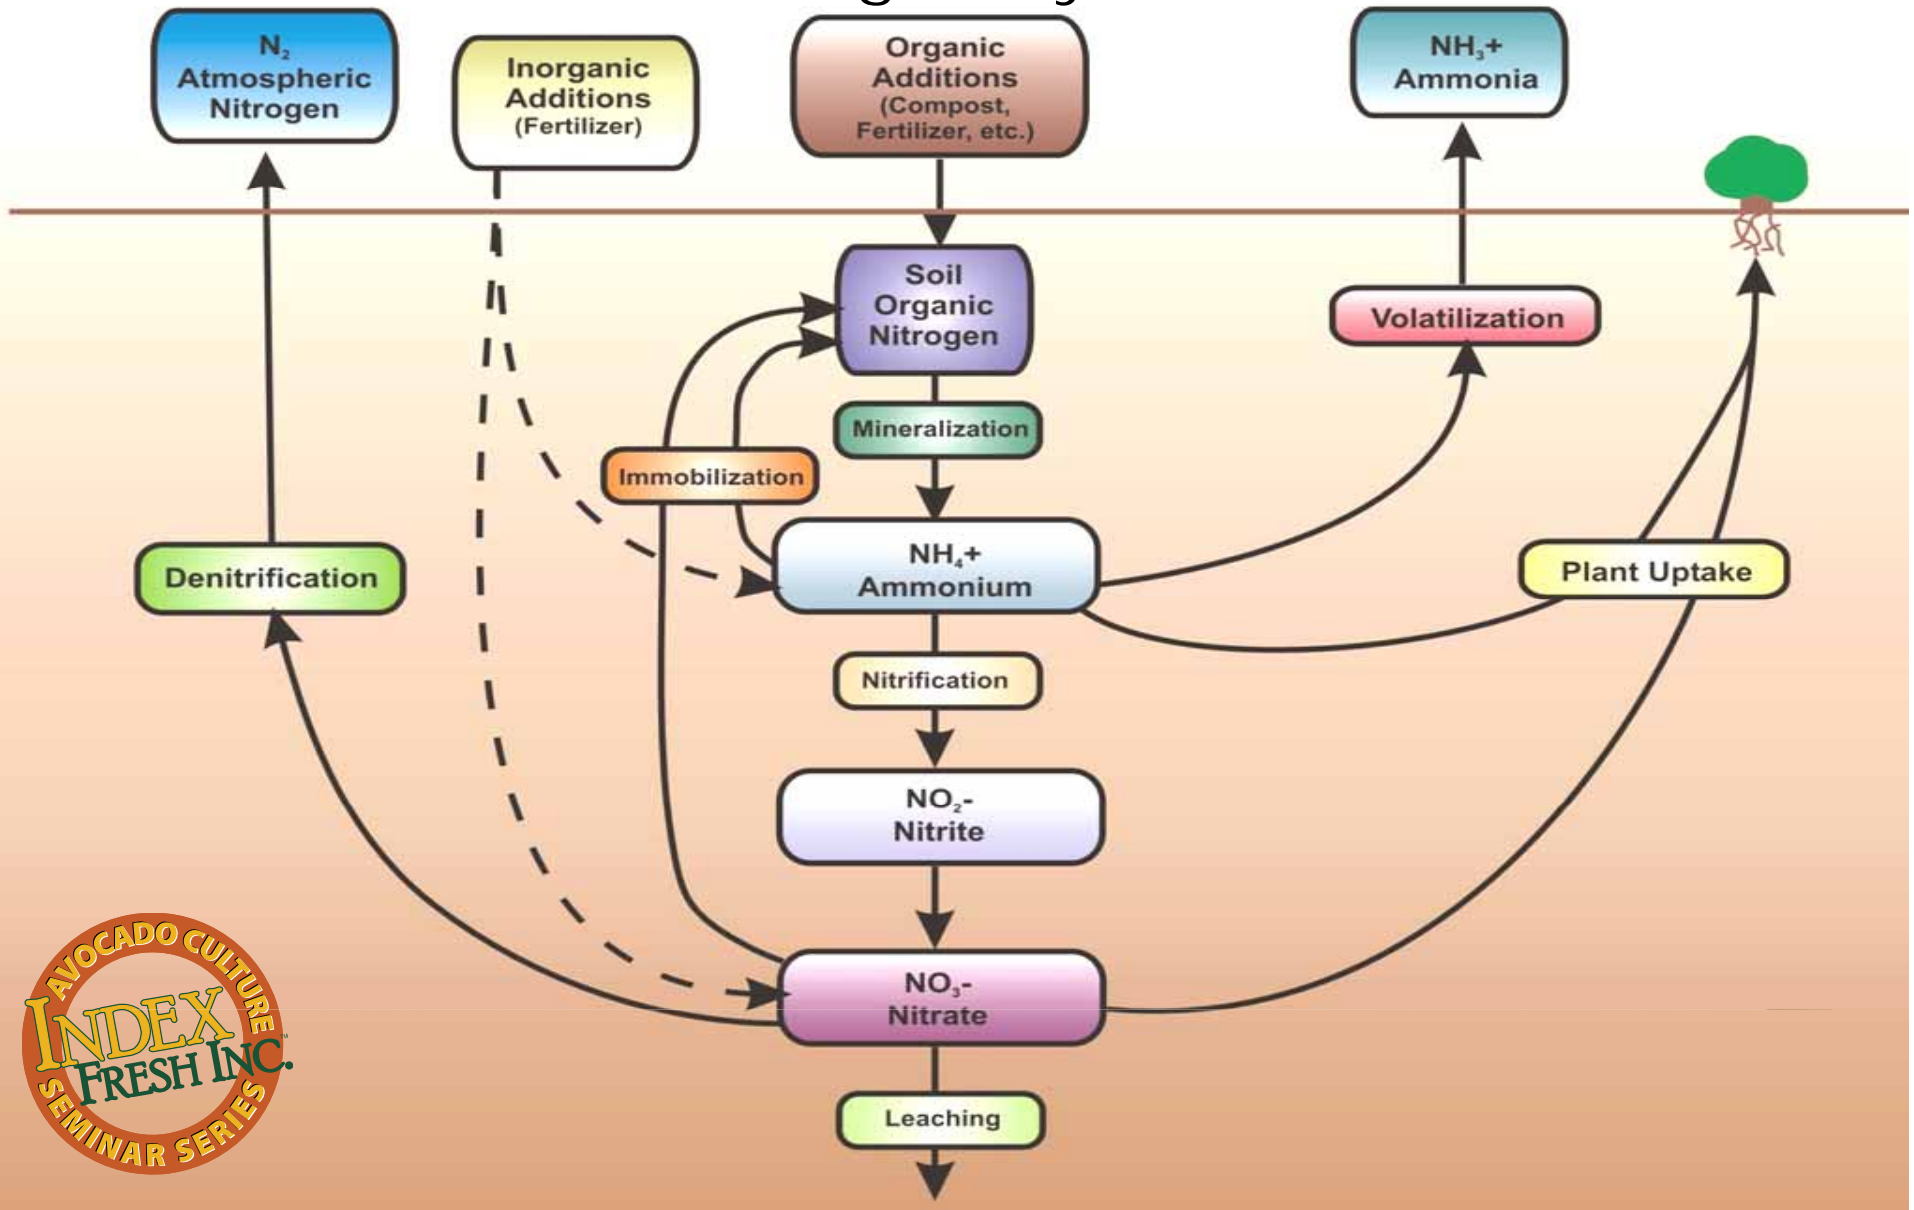 N₂
Atmospheric
Nitrogen
Inorganic
Additions
(Fertilizer)
Organic
Additions
(Compost,
Fertilizer, etc.)
NH₃+
Ammonia
Soil
Organic
Nitrogen
Volatilization
Mineralization
Immobilization
NH₄+
Ammonium
Denitrification
Plant Uptake
Nitrification
NO₂-
Nitrite
NO₃-
Nitrate
Leaching
AVOCADO CULTURE
INDEX
FRESH INC.™
SEMINAR SERIES